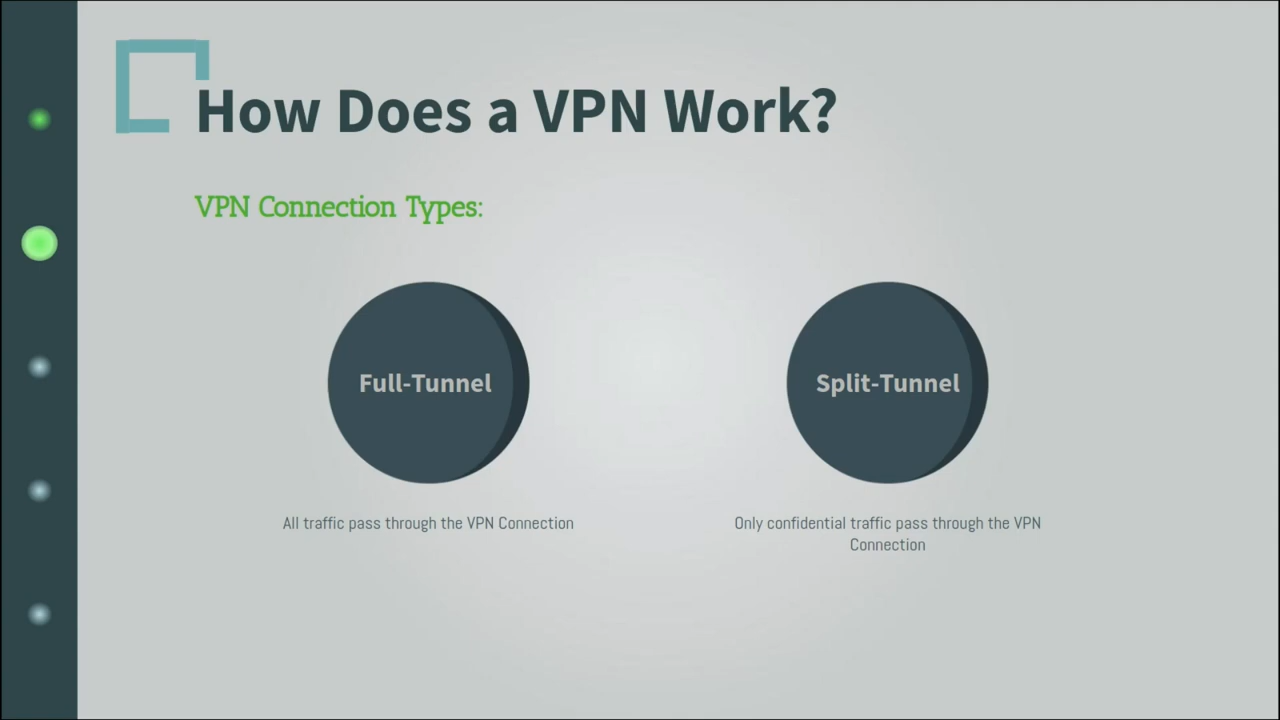 How Does a VPN Work?
VPN Connection Types:
Full-Tunnel
Split-Tunnel
All traffic pass through the VPN Connection
Only confidential traffic pass through the VPN
Connection